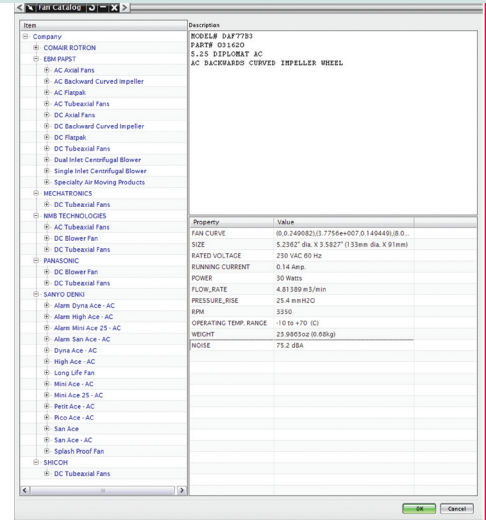 Fan Catalog
Item
Company
COMAIR ROTRON
EBM PAPST
AC Axial Fans
AC Backward Curved Impeller
AC Flatpak
AC Tubeaxial Fans
DC Axial Fans
DC Backward Curved Impeller
DC Flatpak
DC Tubeaxial Fans
Dual Inlet Centrifugal Blower
Single Inlet Centrifugal Blower
Specialty Air Moving Products
MECHATRONICS
DC Tubeaxial Fans
NMB TECHNOLOGIES
AC Tubeaxial Fans
DC Blower Fan
DC Tubeaxial Fans
PANASONIC
DC Blower Fan
DC Tubeaxial Fans
SANYO DENKI
Alarm Dyna Ace - AC
Alarm High Ace - AC
Alarm Mini Ace 25 - AC
Alarm San Ace - AC
Dyna Ace - AC
High Ace - AC
Long Life Fan
Mini Ace - AC
Mini Ace 25 - AC
Petit Ace - AC
Pico Ace - AC
San Ace
San Ace - AC
Splash Proof Fan
SHICOH
DC Tubeaxial Fans
Description
MODEL# DAF77B3
PART# 031620
5.25 DIPLOMAT AC
AC BACKWARDS CURVED IMPELLER WHEEL
Property Value
FAN CURVE (0,0.249082),(3.7756e+007,0.149449),(8.0...
SIZE 5.2362" dia. X 3.5827" (133mm dia. X 91mm)
RATED VOLTAGE 230 VAC 60 Hz
RUNNING CURRENT 0.14 Amp.
POWER 30 Watts
FLOW_RATE 4.81389 m3/min
PRESSURE_RISE 25.4 mmH2O
RPM 3350
OPERATING TEMP. RANGE -10 to +70 (C)
WEIGHT 23.9865oz (0.68kg)
NOISE 75.2 dBA
OK Cancel